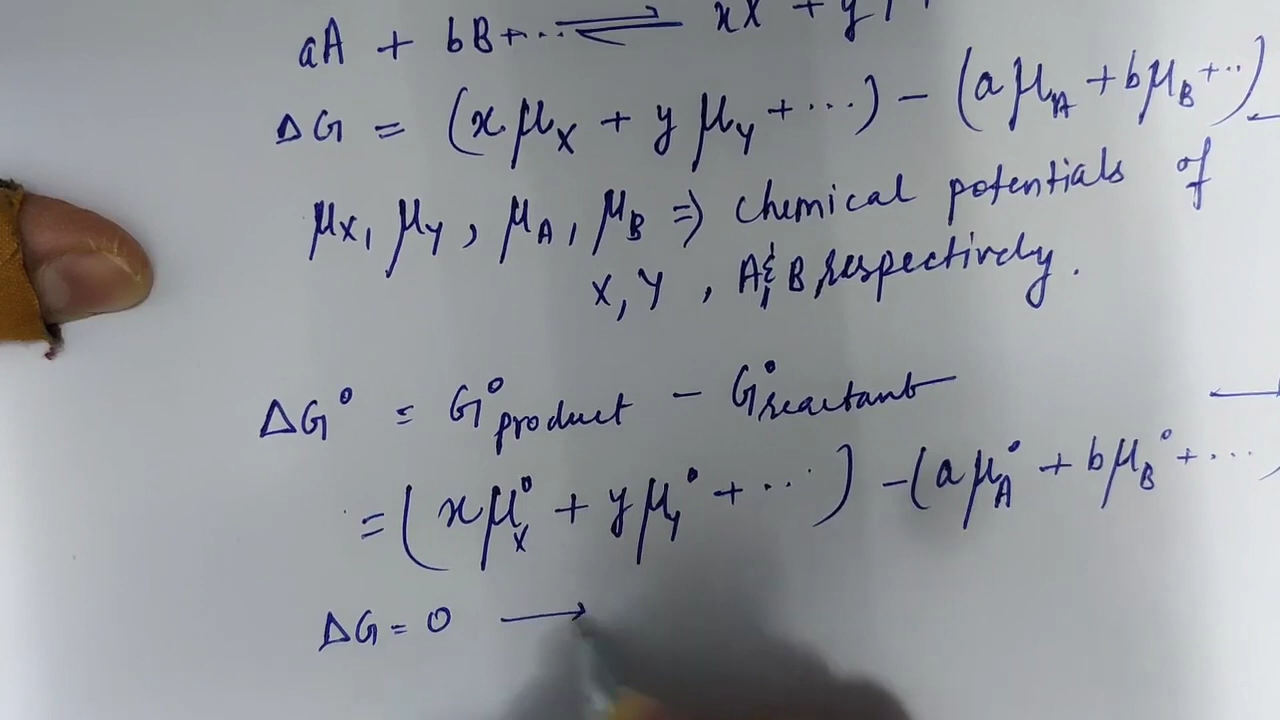 aA + bB+... ⇌ xX + yY
ΔG = (xμX + yμY + ...) - (aμA + bμB + ..)
μX, μY, μA, μB ⇒ chemical potentials of
X, Y, A & B, respectively.
ΔG° = G°product - G°reactant
= (xμ°X + yμ°Y + ...) - (aμ°A + bμ°B + ...)
ΔG = 0 →